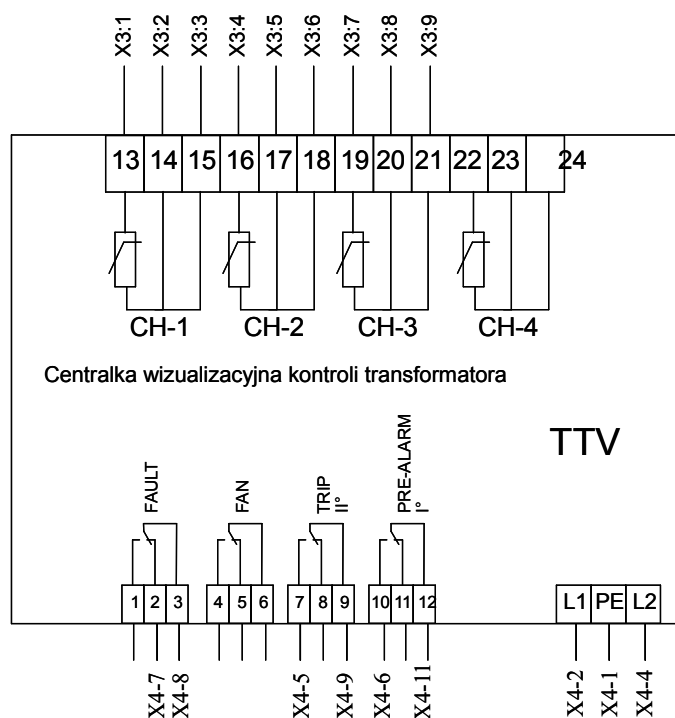 X3:1 X3:2 X3:3 X3:4 X3:5 X3:6 X3:7 X3:8 X3:9
13 14 15 16 17 18 19 20 21 22 23 24
CH-1 CH-2 CH-3 CH-4
Centralka wizualizacyjna kontroli transformatora
TTV
FAULT
FAN
TRIP
II°
PRE-ALARM
I°
1 2 3 4 5 6 7 8 9 10 11 12 L1 PE L2
X4-7 X4-8 X4-5 X4-9 X4-6 X4-11 X4-2 X4-1 X4-4